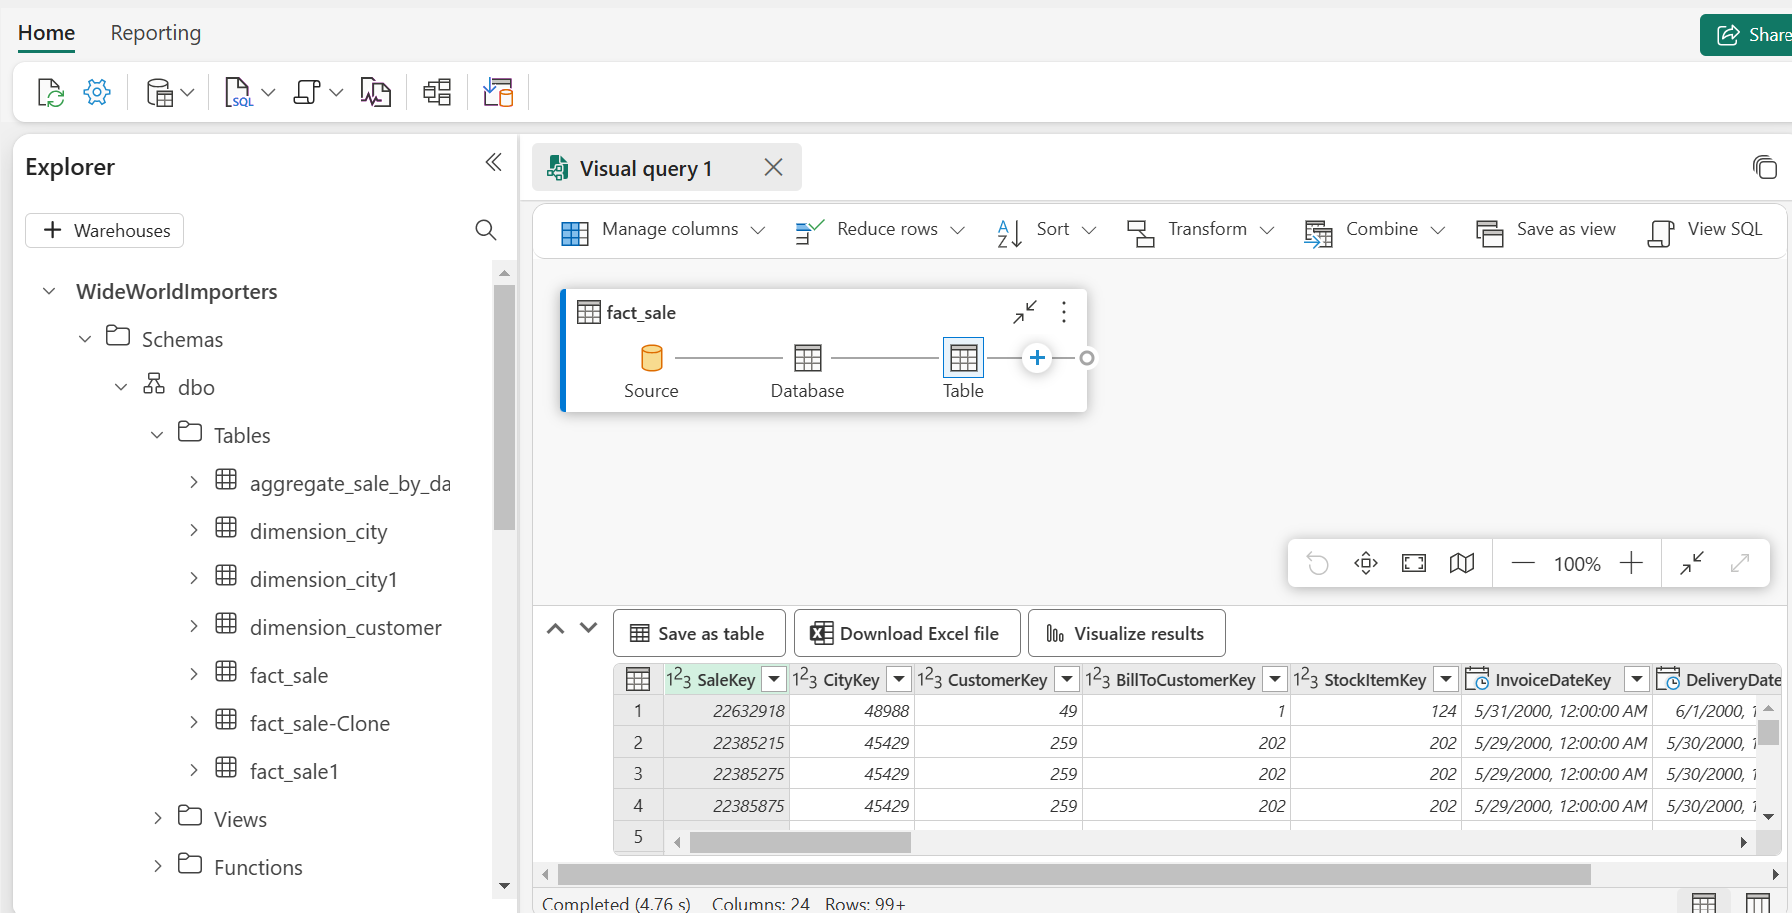 Home Reporting
Share
SQL
Explorer
Visual query 1
+ Warehouses
Manage columns Reduce rows Sort Transform Combine Save as view View SQL
WideWorldImporters
Schemas
dbo
Tables
aggregate_sale_by_da
dimension_city
dimension_city1
dimension_customer
fact_sale
fact_sale-Clone
fact_sale1
Views
Functions
fact_sale
Source Database Table
100%
Save as table Download Excel file Visualize results
SaleKey CityKey CustomerKey BillToCustomerKey StockItemKey InvoiceDateKey DeliveryDate
1 22632918 48988 49 1 124 5/31/2000, 12:00:00 AM 6/1/2000, 1
2 22385215 45429 259 202 202 5/29/2000, 12:00:00 AM 5/30/2000, 1
3 22385275 45429 259 202 202 5/29/2000, 12:00:00 AM 5/30/2000, 1
4 22385875 45429 259 202 202 5/29/2000, 12:00:00 AM 5/30/2000, 1
5
Completed (4.76 s) Columns: 24 Rows: 99+